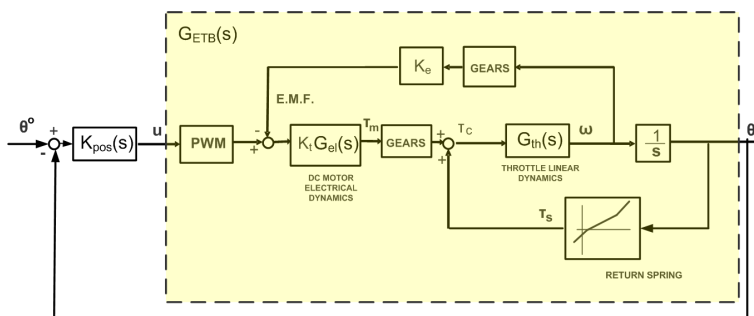 G_ETB(s)
K_e
GEARS
E.M.F.
θ°
+
-
K_pos(s)
u
PWM
-
+
K_t G_el(s)
T_m
GEARS
+
+
T_C
G_th(s)
ω
1
s
θ
DC MOTOR
ELECTRICAL
DYNAMICS
THROTTLE LINEAR
DYNAMICS
T_S
RETURN SPRING